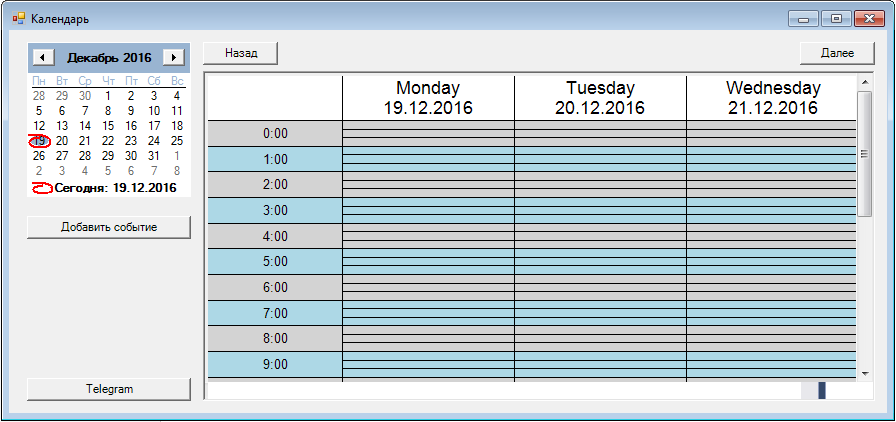 Календарь
Декабрь 2016
Пн Вт Ср Чт Пт Сб Вс
28 29 30 1 2 3 4
5 6 7 8 9 10 11
12 13 14 15 16 17 18
19 20 21 22 23 24 25
26 27 28 29 30 31 1
2 3 4 5 6 7 8
Сегодня: 19.12.2016
Добавить событие
Telegram
Назад
Далее
Monday
19.12.2016
Tuesday
20.12.2016
Wednesday
21.12.2016
0:00
1:00
2:00
3:00
4:00
5:00
6:00
7:00
8:00
9:00